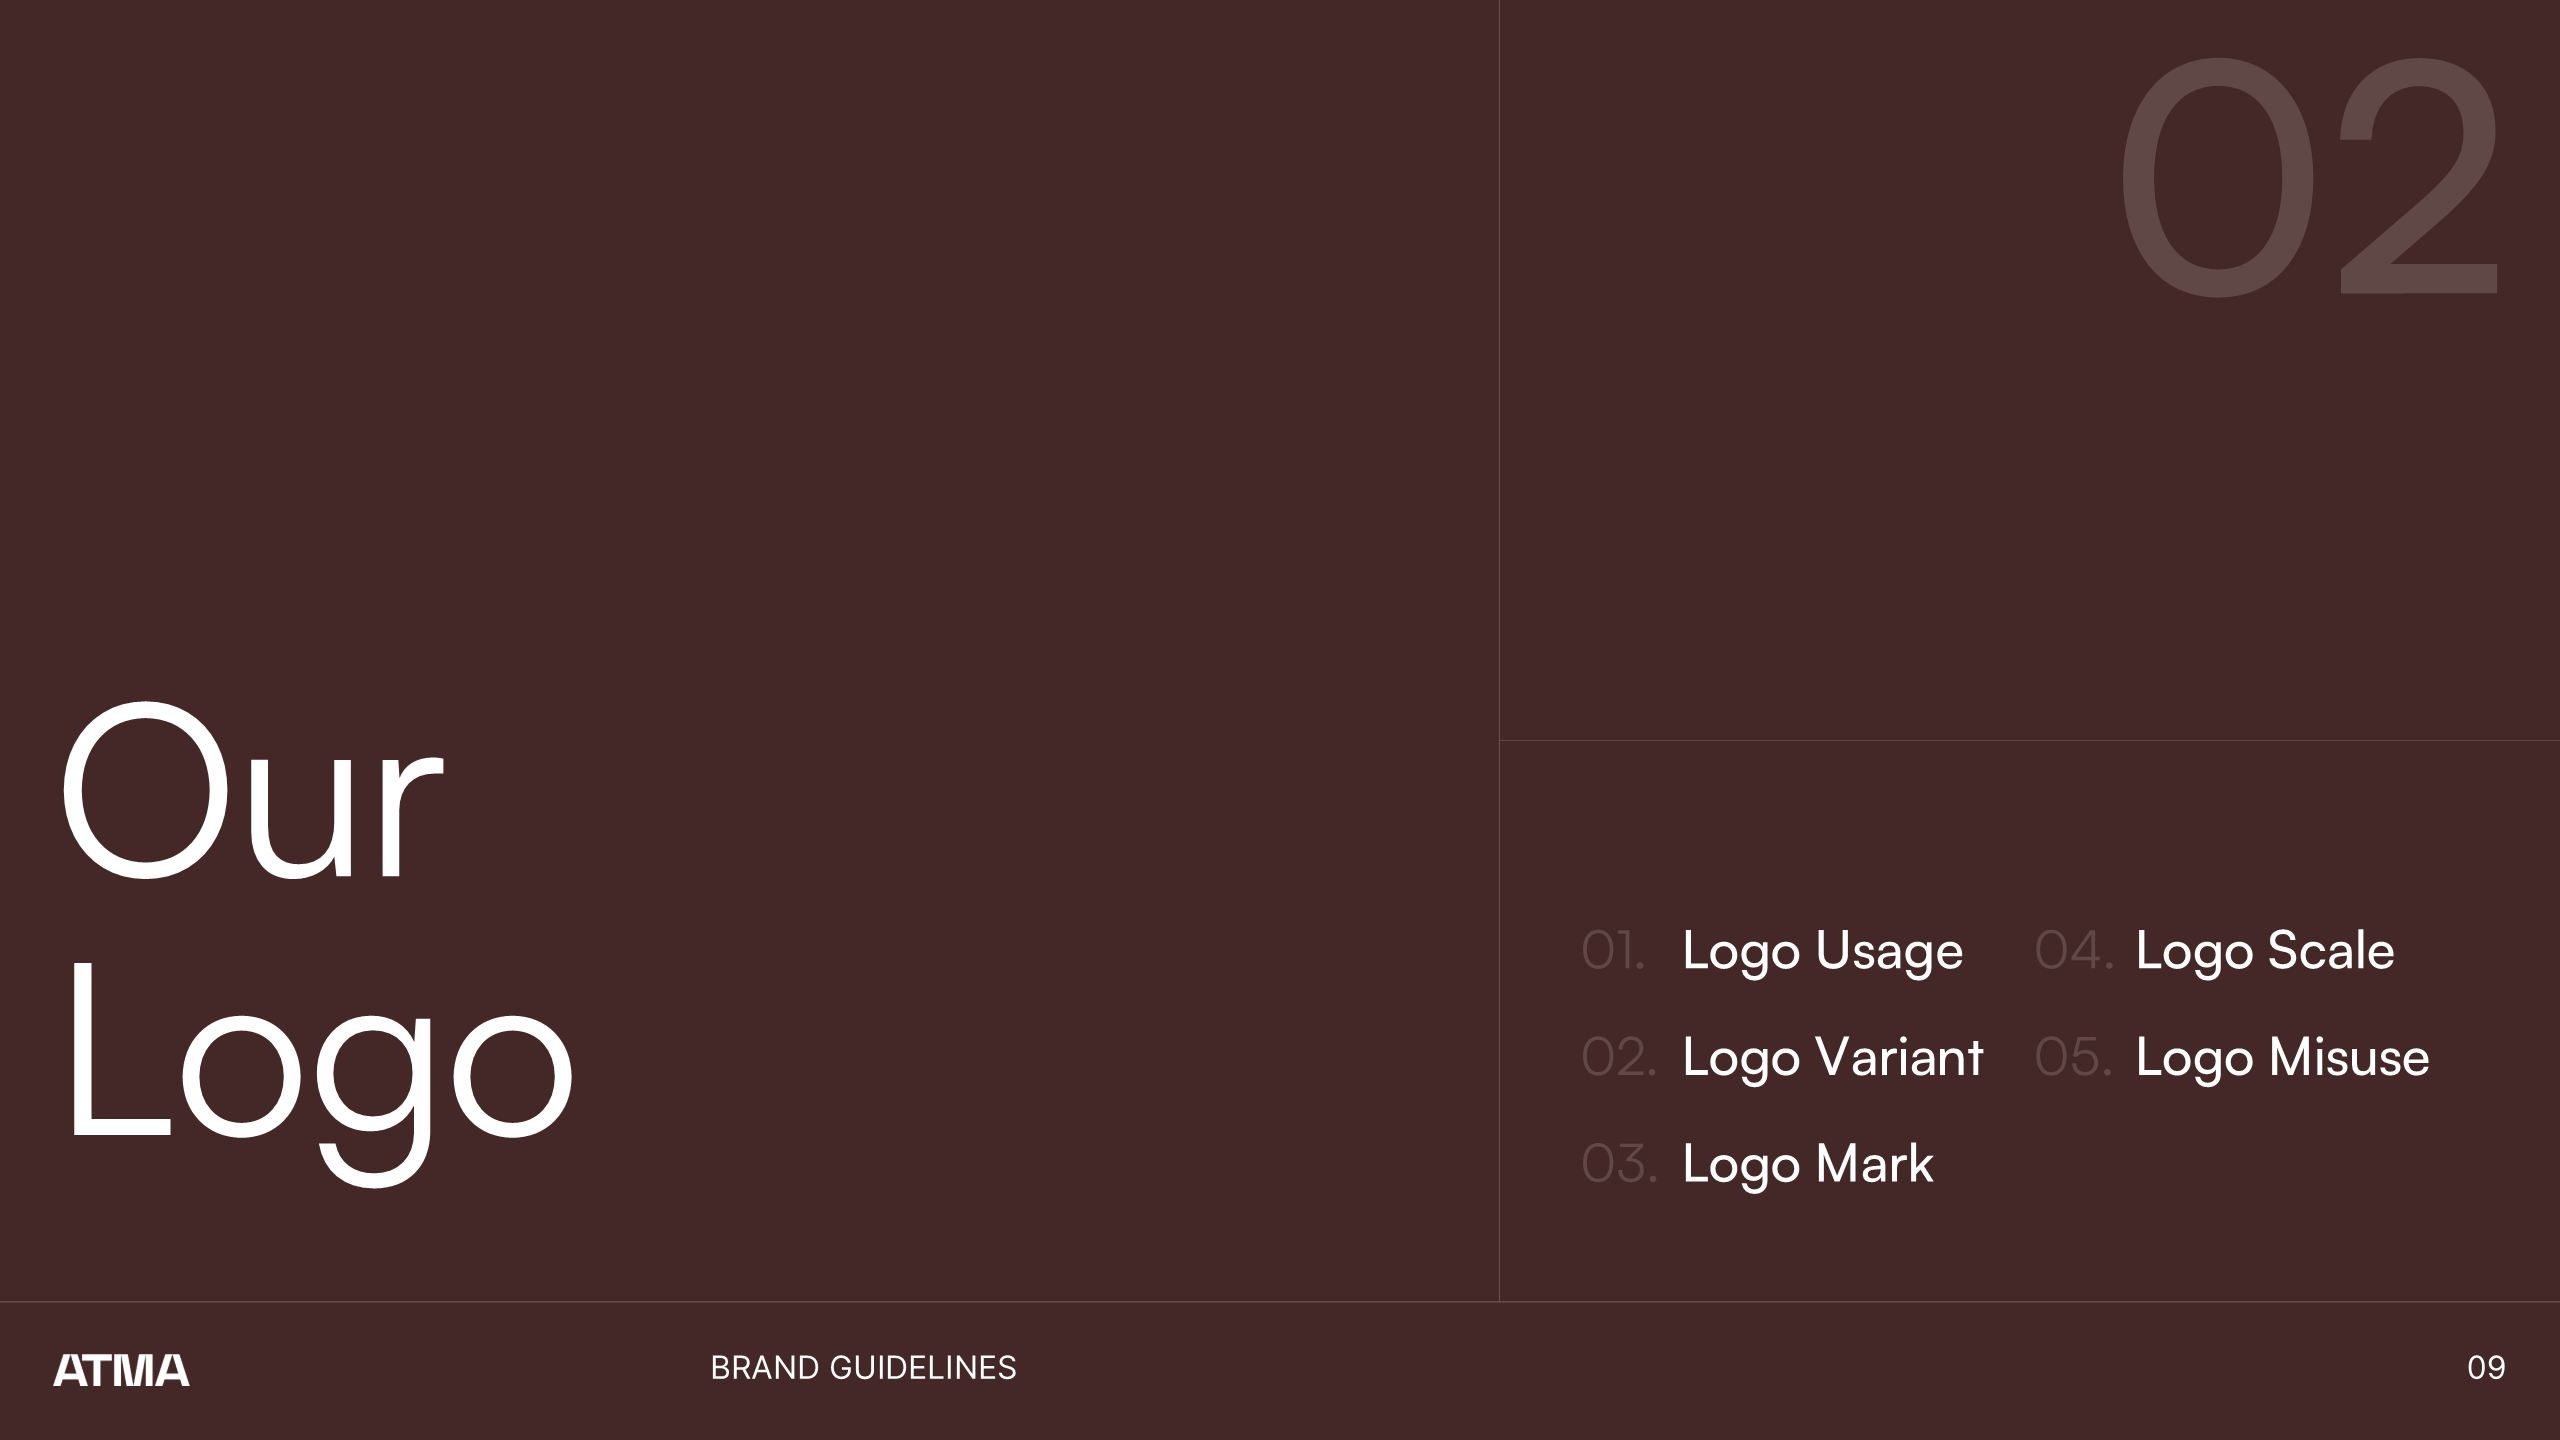 02
Our
Logo
01. Logo Usage
02. Logo Variant
03. Logo Mark
04. Logo Scale
05. Logo Misuse
ATMA
BRAND GUIDELINES
09